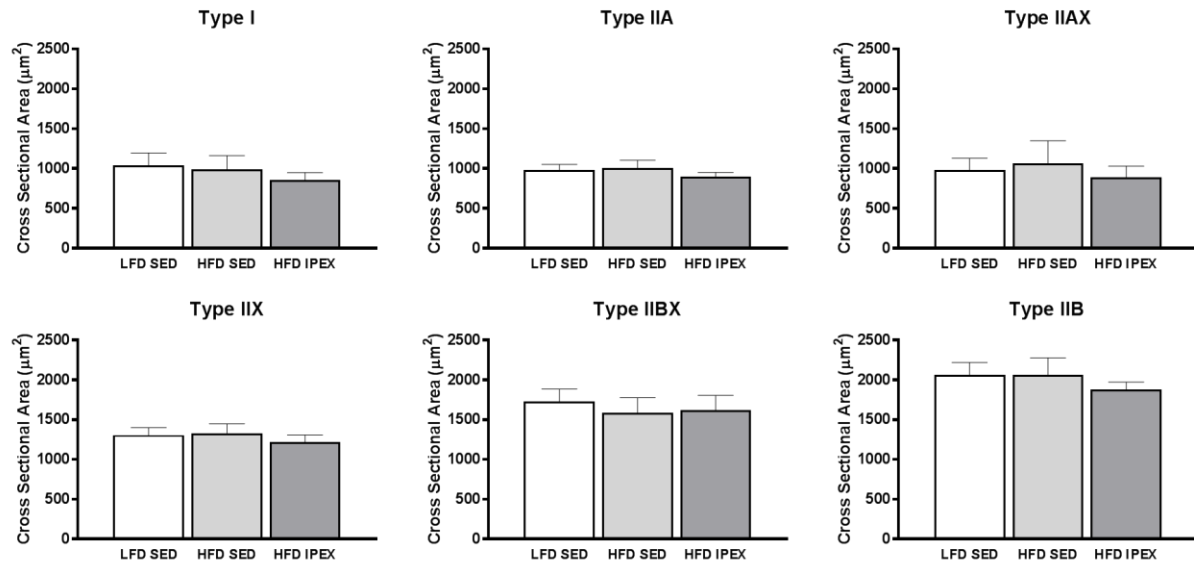 Type I
Cross Sectional Area (μm²)
2500
2000
1500
1000
500
0
LFD SED HFD SED HFD IPEX
Type IIA
Cross Sectional Area (μm²)
2500
2000
1500
1000
500
0
LFD SED HFD SED HFD IPEX
Type IIAX
Cross Sectional Area (μm²)
2500
2000
1500
1000
500
0
LFD SED HFD SED HFD IPEX
Type IIX
Cross Sectional Area (μm²)
2500
2000
1500
1000
500
0
LFD SED HFD SED HFD IPEX
Type IIBX
Cross Sectional Area (μm²)
2500
2000
1500
1000
500
0
LFD SED HFD SED HFD IPEX
Type IIB
Cross Sectional Area (μm²)
2500
2000
1500
1000
500
0
LFD SED HFD SED HFD IPEX